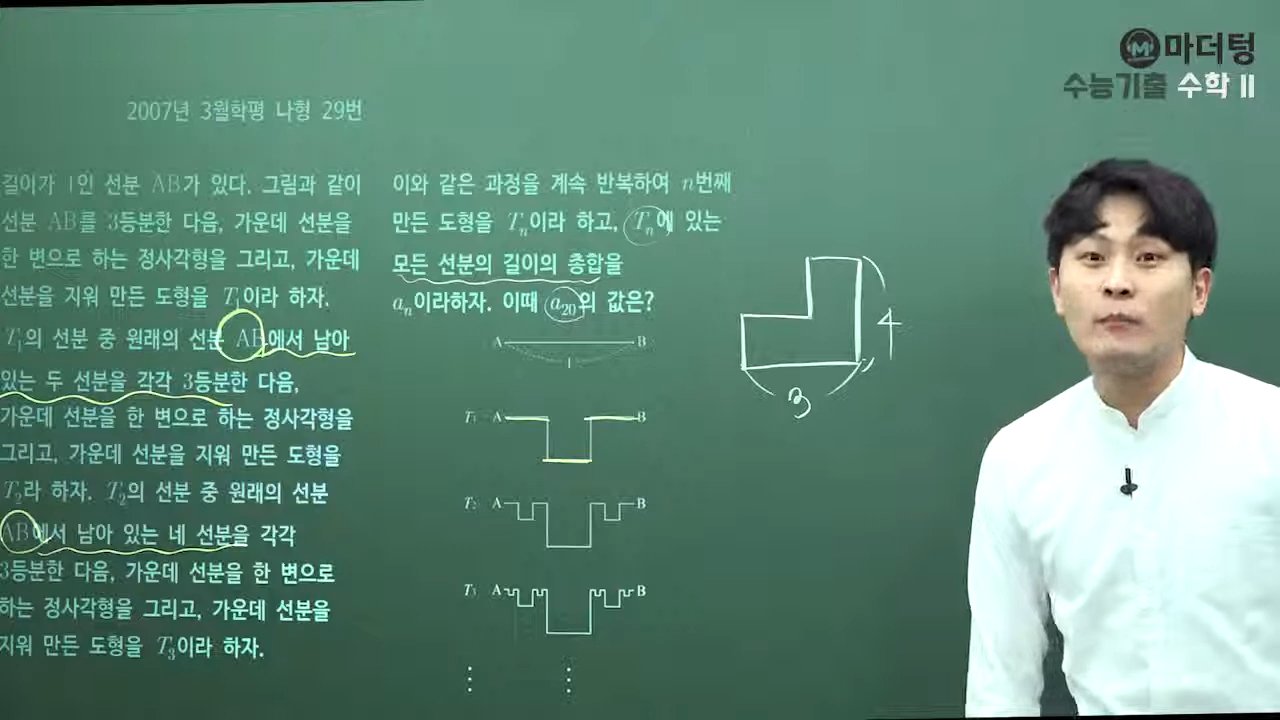 마더텅
수능기출 수학 II
2007년 3월학평 나형 29번
길이가 1인 선분 AB가 있다. 그림과 같이
선분 AB를 3등분한 다음, 가운데 선분을
한 변으로 하는 정사각형을 그리고, 가운데
선분을 지워 만든 도형을 T₁이라 하자.
T₁의 선분 중 원래의 선분 AB에서 남아
있는 두 선분을 각각 3등분한 다음,
가운데 선분을 한 변으로 하는 정사각형을
그리고, 가운데 선분을 지워 만든 도형을
T₂라 하자. T₂의 선분 중 원래의 선분
AB에서 남아 있는 네 선분을 각각
3등분한 다음, 가운데 선분을 한 변으로
하는 정사각형을 그리고, 가운데 선분을
지워 만든 도형을 T₃이라 하자.
이와 같은 과정을 계속 반복하여 n번째
만든 도형을 Tₙ이라 하고, Tₙ에 있는
모든 선분의 길이의 총합을
aₙ이라하자. 이때 a₂₀의 값은?
A B
1
T₁ A B
T₂ A B
T₃ A B
4
3